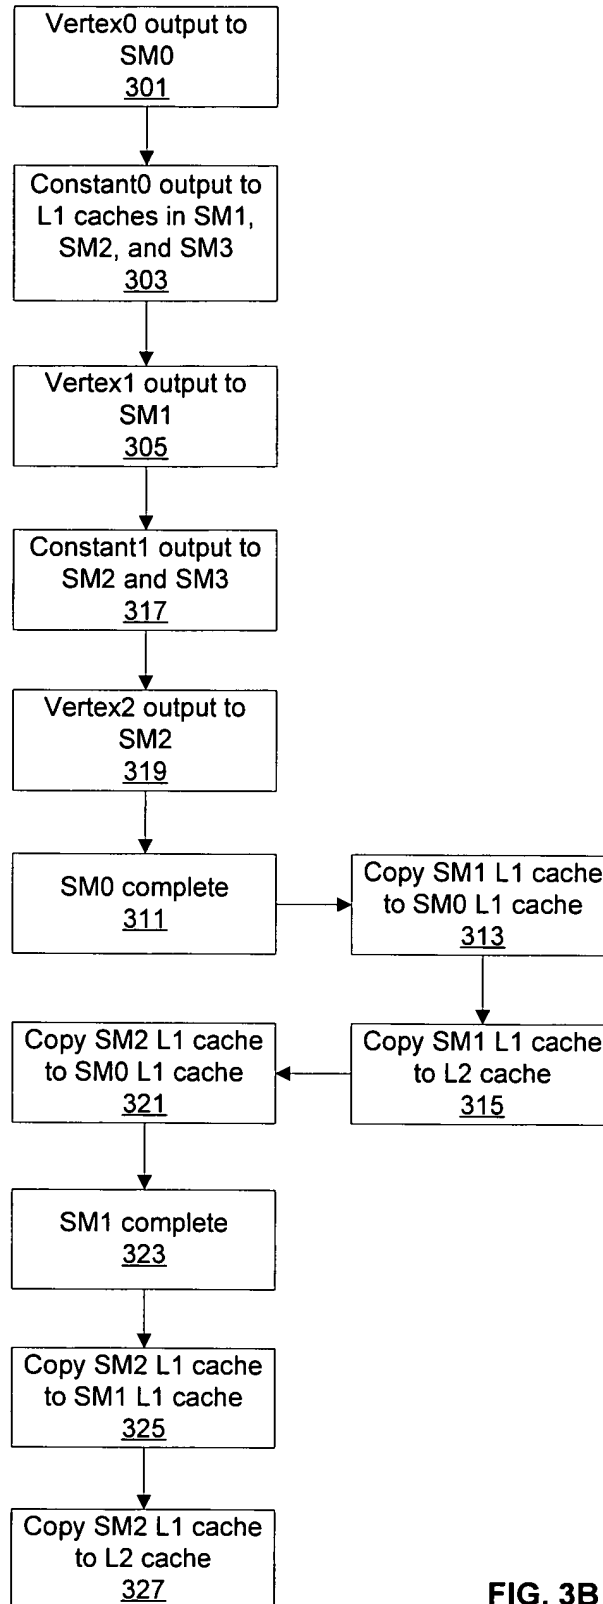 Vertex0 output to
SM0
301
Constant0 output to
L1 caches in SM1,
SM2, and SM3
303
Vertex1 output to
SM1
305
Constant1 output to
SM2 and SM3
317
Vertex2 output to
SM2
319
SM0 complete
311
Copy SM1 L1 cache
to SM0 L1 cache
313
Copy SM1 L1 cache
to L2 cache
315
Copy SM2 L1 cache
to SM0 L1 cache
321
SM1 complete
323
Copy SM2 L1 cache
to SM1 L1 cache
325
Copy SM2 L1 cache
to L2 cache
327
FIG. 3B